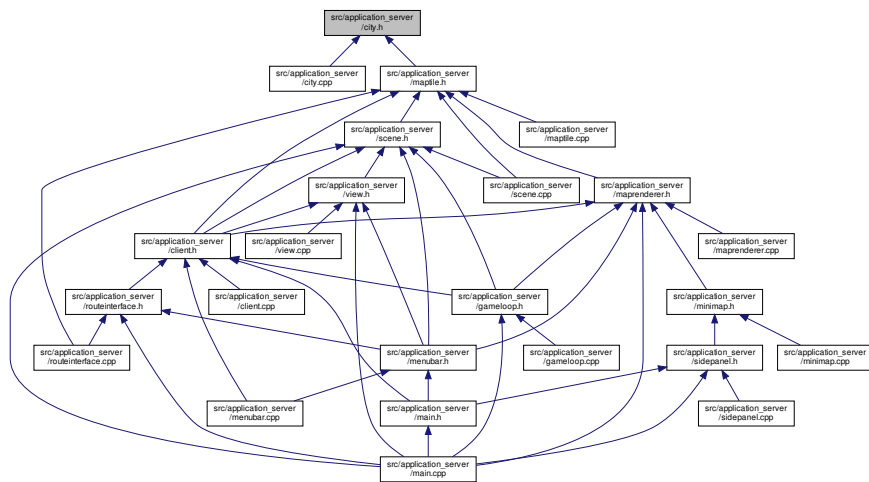 src/application_server
/city.h
src/application_server
/city.cpp
src/application_server
/maptile.h
src/application_server
/scene.h
src/application_server
/maptile.cpp
src/application_server
/view.h
src/application_server
/scene.cpp
src/application_server
/maprenderer.h
src/application_server
/client.h
src/application_server
/view.cpp
src/application_server
/maprenderer.cpp
src/application_server
/routeinterface.h
src/application_server
/client.cpp
src/application_server
/gameloop.h
src/application_server
/minimap.h
src/application_server
/routeinterface.cpp
src/application_server
/menubar.h
src/application_server
/gameloop.cpp
src/application_server
/sidepanel.h
src/application_server
/minimap.cpp
src/application_server
/menubar.cpp
src/application_server
/main.h
src/application_server
/sidepanel.cpp
src/application_server
/main.cpp